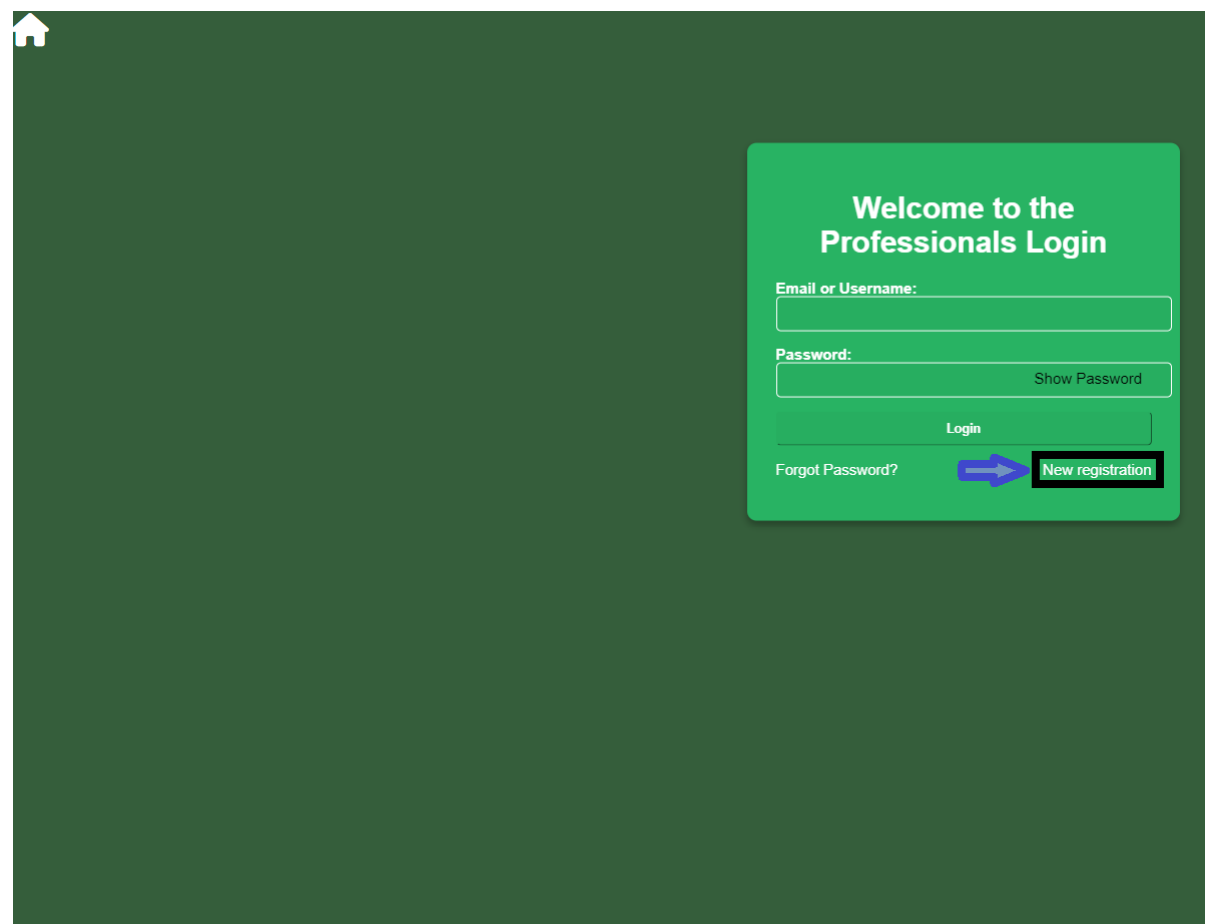 Welcome to the
Professionals Login
Email or Username:
Password:
Show Password
Login
Forgot Password?
New registration